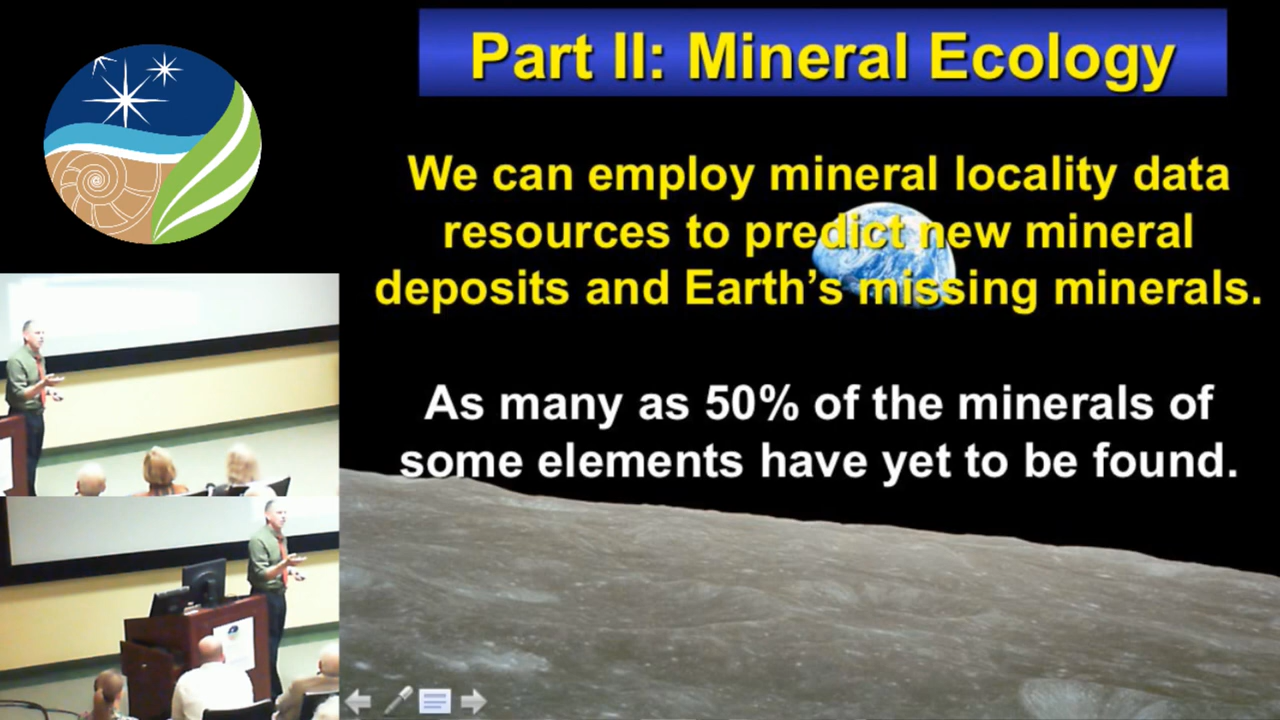 Part II: Mineral Ecology
We can employ mineral locality data
resources to predict new mineral
deposits and Earth's missing minerals.
As many as 50% of the minerals of
some elements have yet to be found.